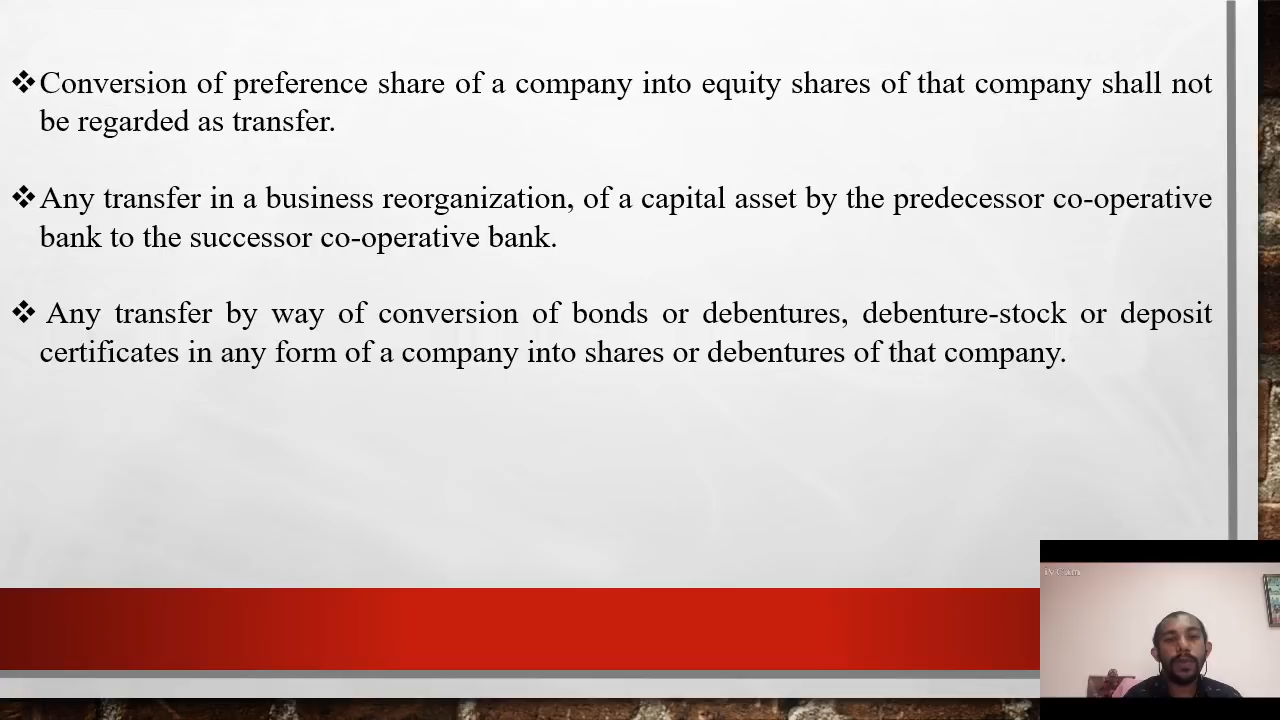 ❖Conversion of preference share of a company into equity shares of that company shall not
be regarded as transfer.
❖Any transfer in a business reorganization, of a capital asset by the predecessor co-operative
bank to the successor co-operative bank.
❖ Any transfer by way of conversion of bonds or debentures, debenture-stock or deposit
certificates in any form of a company into shares or debentures of that company.